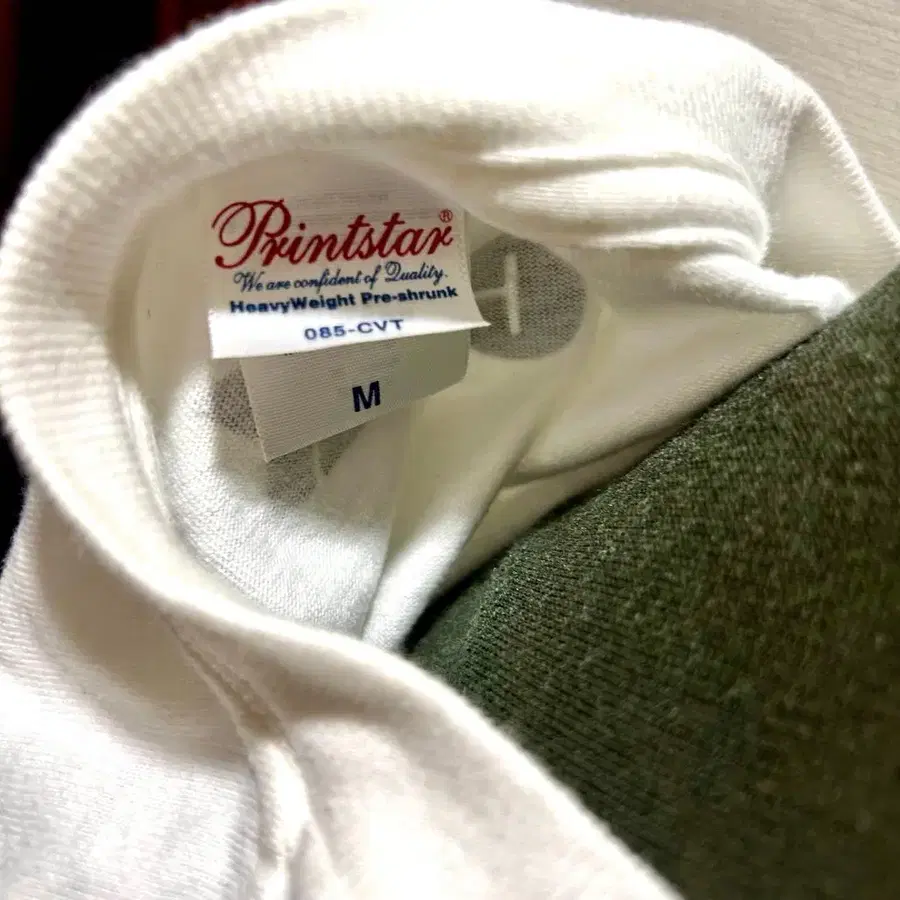 Printstar®
We are confident of Quality.
HeavyWeight Pre-shrunk
085-CVT
M